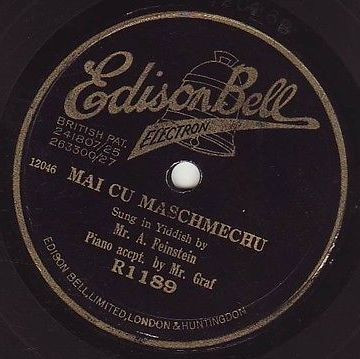 Edison Bell
ELECTRON
BRITISH PAT.
241807/25
263300/27
12046
MAI CU MASCHMECHU
Sung in Yiddish by
Mr. A. Feinstein
Piano accpt. by Mr. Graf
R1189
EDISON BELL, LIMITED, LONDON & HUNTINGDON